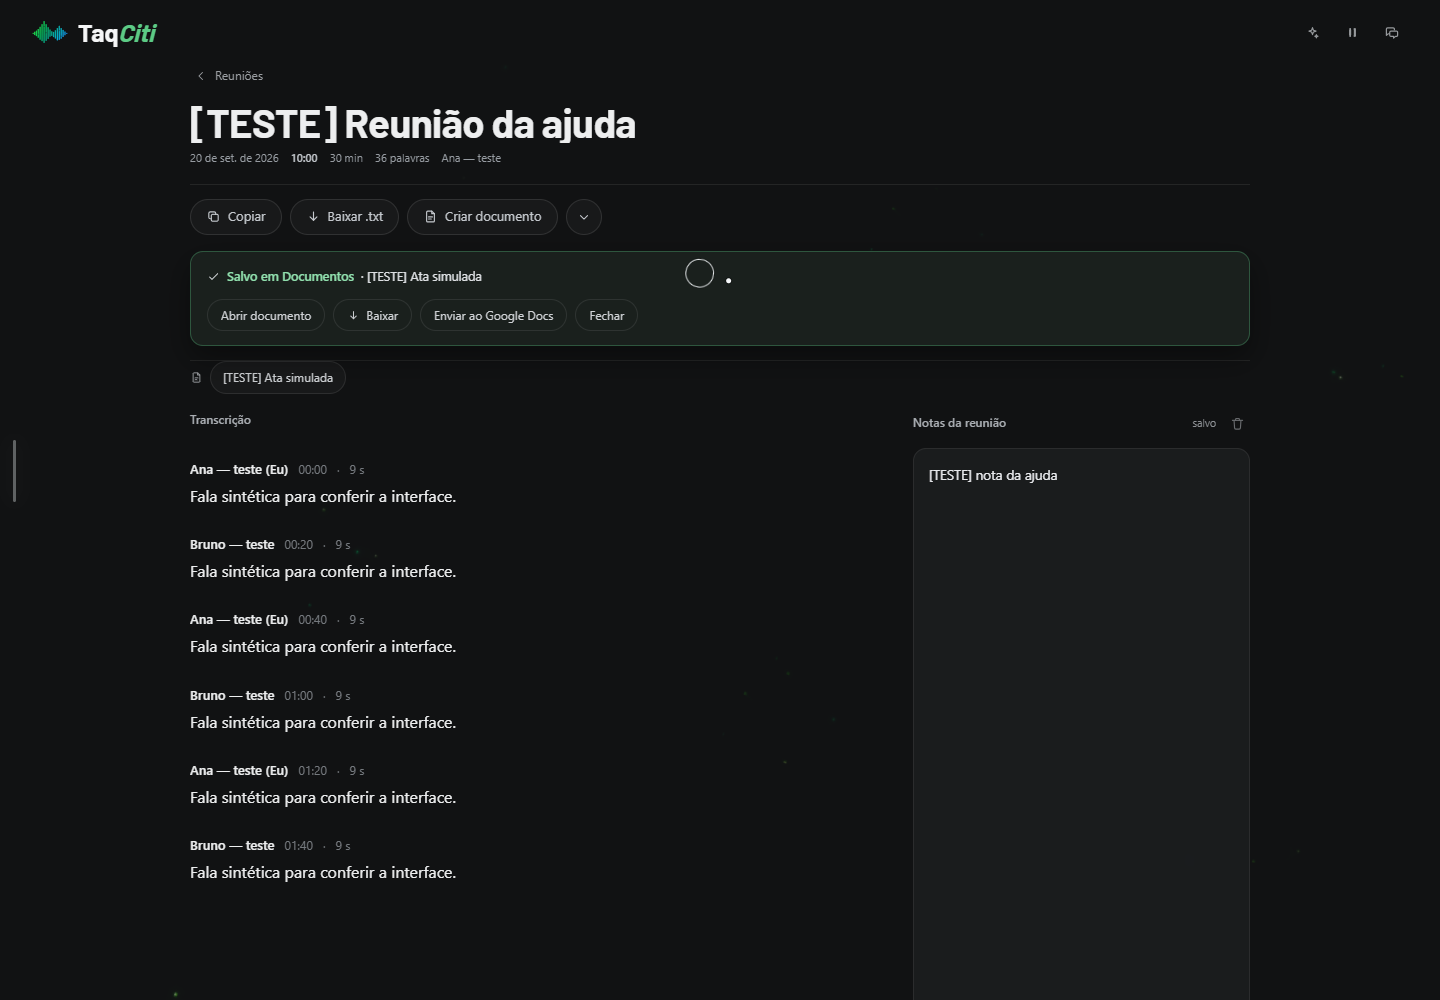 TaqCiti
Reuniões
[TESTE] Reunião da ajuda
20 de set. de 2026 10:00 30 min 36 palavras Ana — teste
Copiar Baixar .txt Criar documento
Salvo em Documentos · [TESTE] Ata simulada
Abrir documento Baixar Enviar ao Google Docs Fechar
[TESTE] Ata simulada
Transcrição
Ana — teste (Eu) 00:00 · 9 s
Fala sintética para conferir a interface.
Bruno — teste 00:20 · 9 s
Fala sintética para conferir a interface.
Ana — teste (Eu) 00:40 · 9 s
Fala sintética para conferir a interface.
Bruno — teste 01:00 · 9 s
Fala sintética para conferir a interface.
Ana — teste (Eu) 01:20 · 9 s
Fala sintética para conferir a interface.
Bruno — teste 01:40 · 9 s
Fala sintética para conferir a interface.
Notas da reunião salvo
[TESTE] nota da ajuda